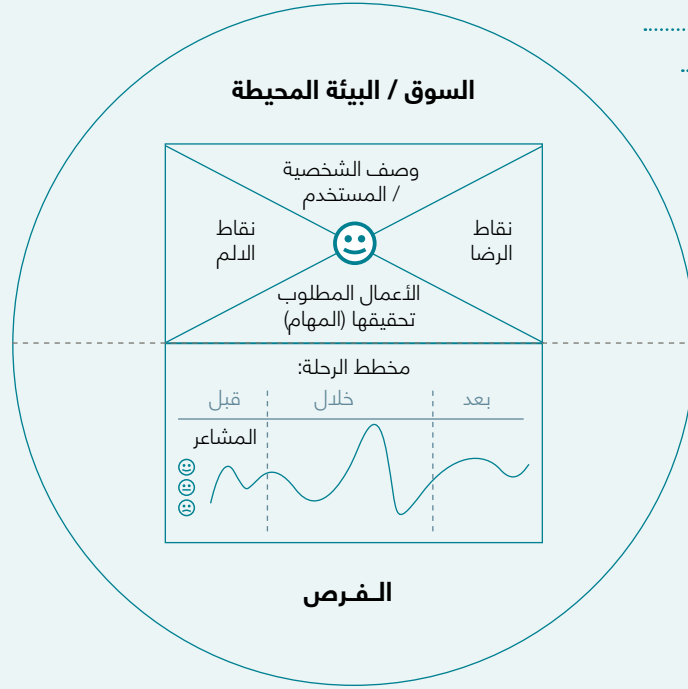 السوق / البيئة المحيطة
وصف الشخصية
/ المستخدم
نقاط
الرضا
نقاط
الالم
الأعمال المطلوب
تحقيقها (المهام)
مخطط الرحلة:
قبل
خلال
بعد
المشاعر
الـفـرص